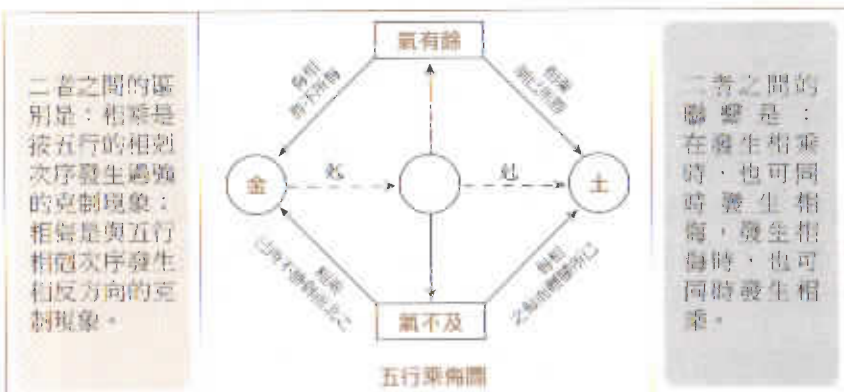 二者之間的區
別是：相乘是
按五行的相剋
次序發生過強
的克制現象；
相侮是與五行
相剋次序發生
相反方向的克
制現象。
氣有餘
金
剋
剋
土
氣不及
五行乘侮圖
二者之間的
聯繫是：
在發生相乘
時，也可同
時發生相
侮，發生相
侮時，也可
同時發生相
乘。